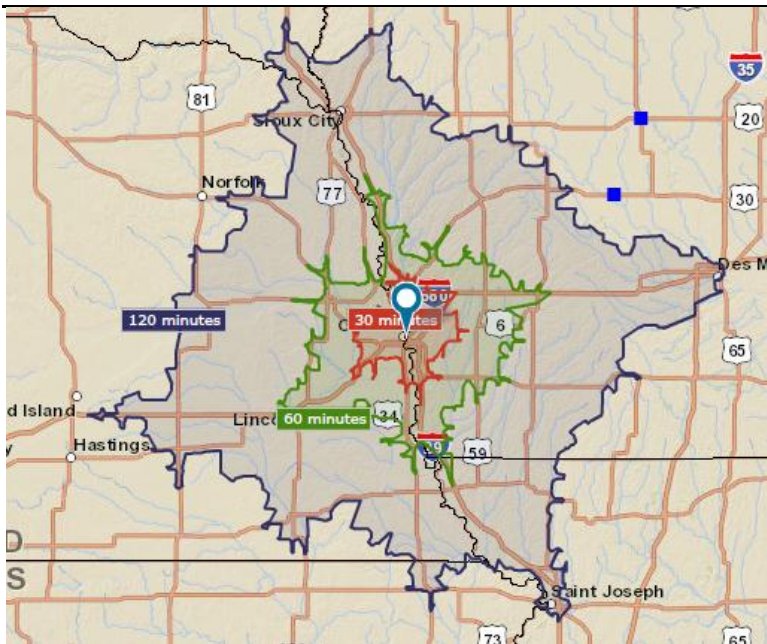 35
81
20
Sioux City
Norfolk
77
30
Des M
120 minutes
30 minutes
6
65
d Island
60 minutes
34
Hastings
59
Saint Joseph
73
65